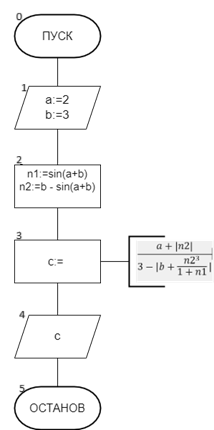 0
ПУСК
1
a:=2
b:=3
2
n1:=sin(a+b)
n2:=b - sin(a+b)
3
c:=
a + |n2|
3 − |b + n2³
1 + n1|
4
c
5
ОСТАНОВ